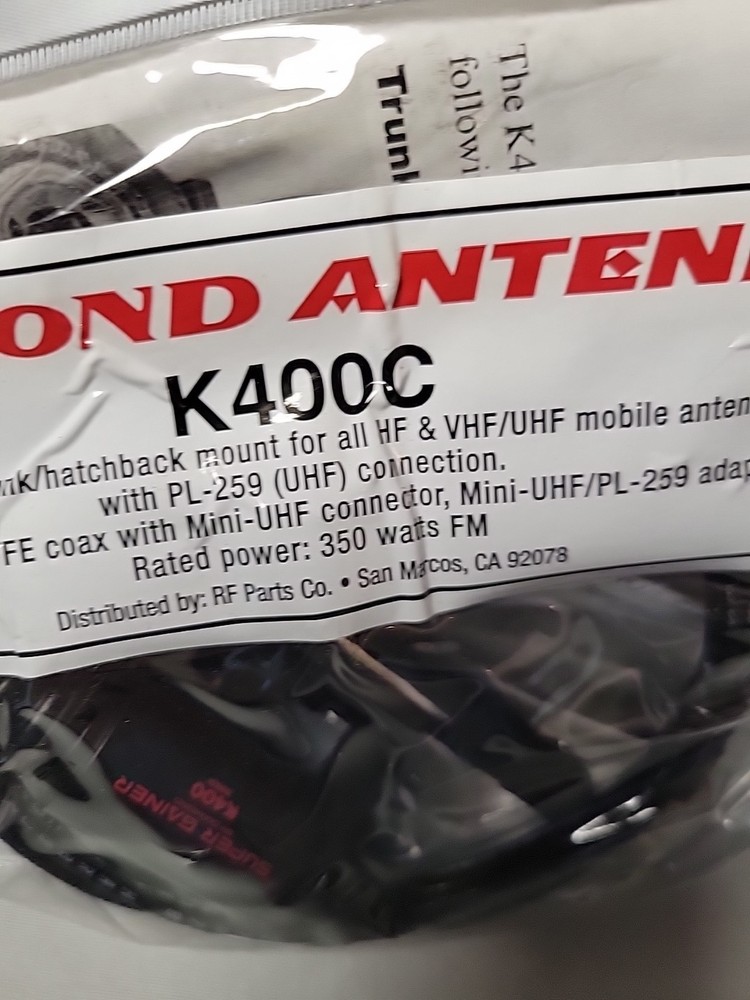 The K4
followi
Trunk
OND ANTEN
K400C
nk/hatchback mount for all HF & VHF/UHF mobile anten
with PL-259 (UHF) connection.
FE coax with Mini-UHF connector, Mini-UHF/PL-259 adap
Rated power: 350 watts FM
Distributed by: RF Parts Co. • San Marcos, CA 92078
K400
SUPER GAINER